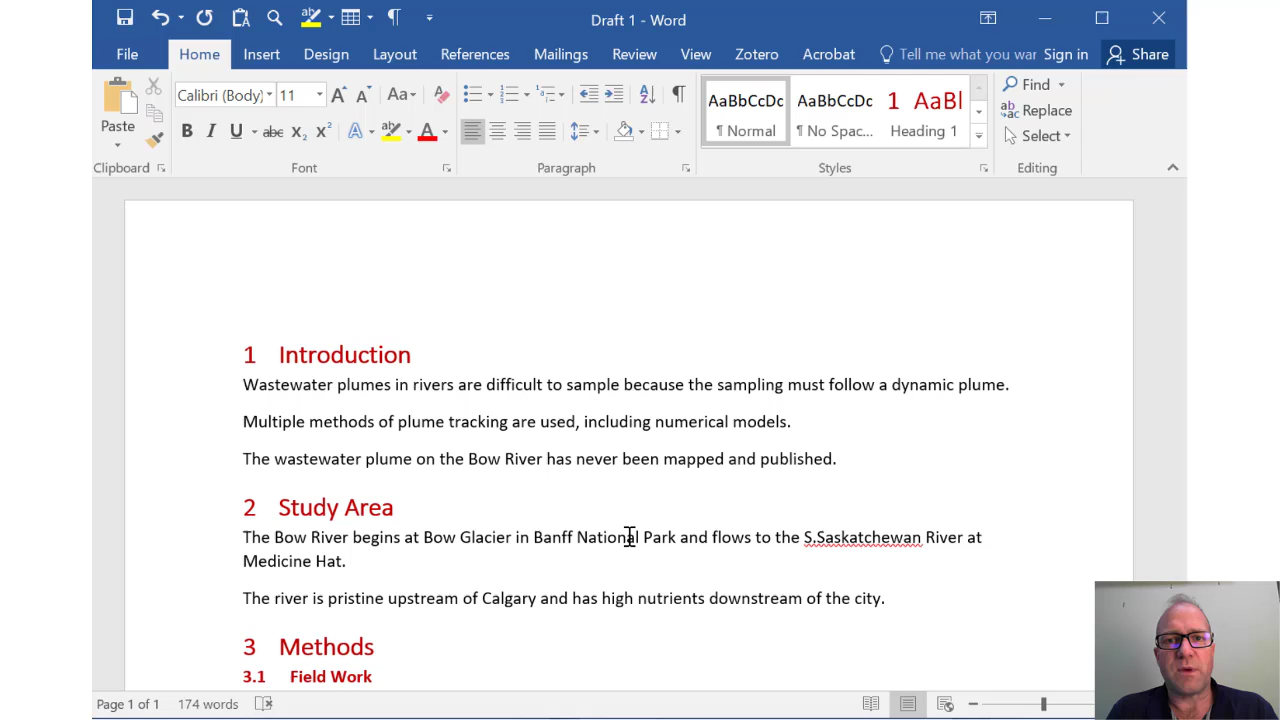 Draft 1 - Word
File Home Insert Design Layout References Mailings Review View Zotero Acrobat Tell me what you war Sign in Share
Calibri (Body) 11 Aa
Paste
B I U abc X₂ X² A A
AaBbCcDc AaBbCcDc 1 AaBl
¶ Normal ¶ No Spac... Heading 1
Find
Replace
Select
Clipboard Font Paragraph Styles Editing
1 Introduction
Wastewater plumes in rivers are difficult to sample because the sampling must follow a dynamic plume.
Multiple methods of plume tracking are used, including numerical models.
The wastewater plume on the Bow River has never been mapped and published.
2 Study Area
The Bow River begins at Bow Glacier in Banff National Park and flows to the S.Saskatchewan River at
Medicine Hat.
The river is pristine upstream of Calgary and has high nutrients downstream of the city.
3 Methods
3.1 Field Work
Page 1 of 1 174 words